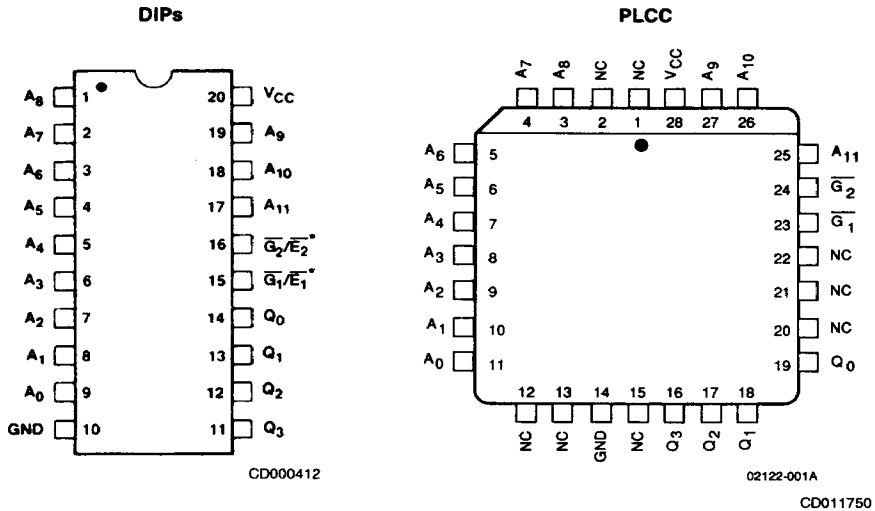 DIPs
A8 1 20 VCC
A7 2 19 A9
A6 3 18 A10
A5 4 17 A11
A4 5 16 G2/E2*
A3 6 15 G1/E1*
A2 7 14 Q0
A1 8 13 Q1
A0 9 12 Q2
GND 10 11 Q3
CD000412
PLCC
A7 A8 NC NC VCC A9 A10
4 3 2 1 28 27 26
A6 5 25 A11
A5 6 24 G2
A4 7 23 G1
A3 8 22 NC
A2 9 21 NC
A1 10 20 NC
A0 11 19 Q0
12 13 14 15 16 17 18
NC NC GND NC Q3 Q2 Q1
02122-001A
CD011750